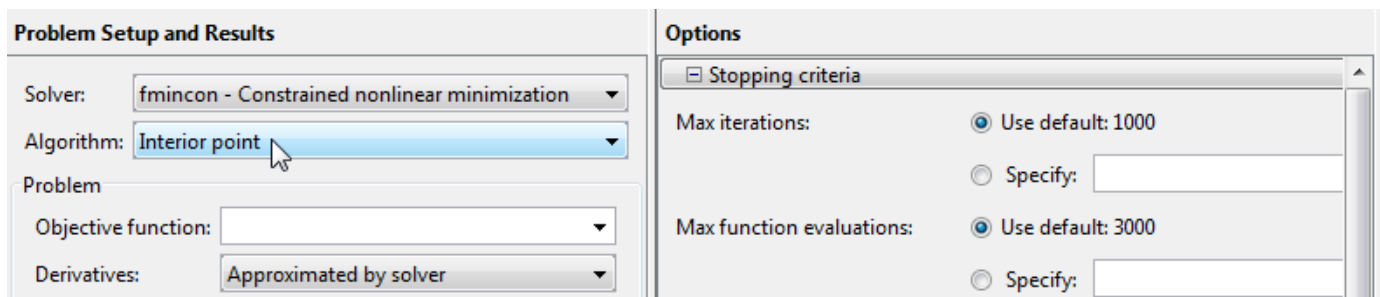 Problem Setup and Results
Solver: fmincon - Constrained nonlinear minimization
Algorithm: Interior point
Problem
Objective function:
Derivatives: Approximated by solver
Options
Stopping criteria
Max iterations: Use default: 1000
Specify:
Max function evaluations: Use default: 3000
Specify: